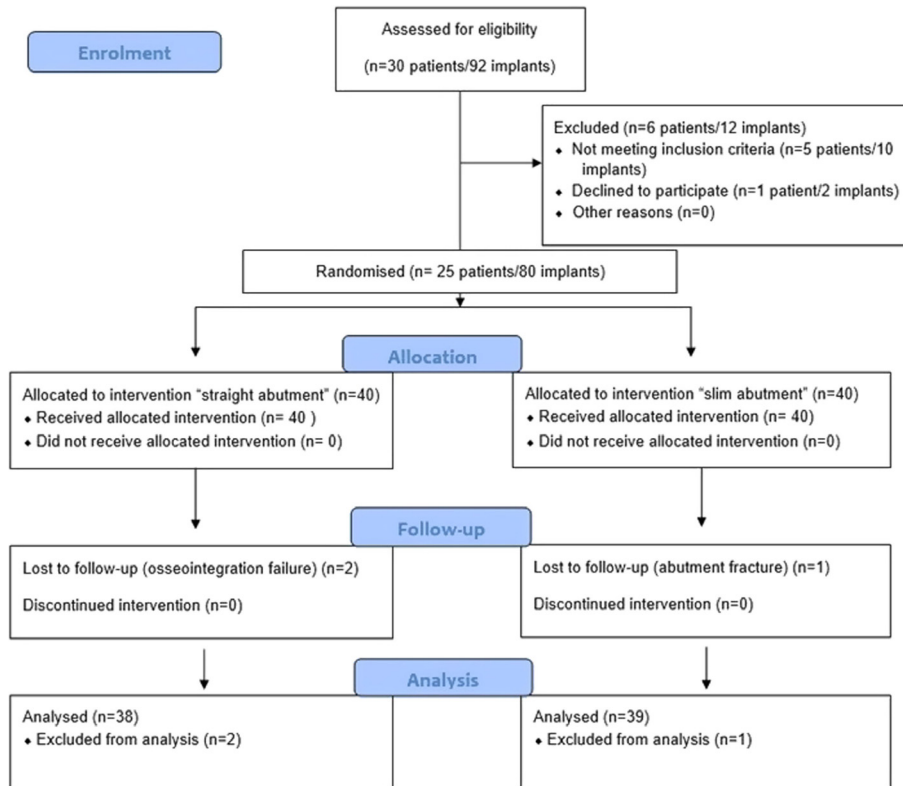 Enrolment
Assessed for eligibility
(n=30 patients/92 implants)
Excluded (n=6 patients/12 implants)
⬥ Not meeting inclusion criteria (n=5 patients/10
implants)
⬥ Declined to participate (n=1 patient/2 implants)
⬥ Other reasons (n=0)
Randomised (n= 25 patients/80 implants)
Allocation
Allocated to intervention “straight abutment” (n=40)
⬥ Received allocated intervention (n= 40 )
⬥ Did not receive allocated intervention (n= 0)
Allocated to intervention “slim abutment” (n=40)
⬥ Received allocated intervention (n= 40)
⬥ Did not receive allocated intervention (n=0)
Follow-up
Lost to follow-up (osseointegration failure) (n=2)
Discontinued intervention (n=0)
Lost to follow-up (abutment fracture) (n=1)
Discontinued intervention (n=0)
Analysis
Analysed (n=38)
⬥ Excluded from analysis (n=2)
Analysed (n=39)
⬥ Excluded from analysis (n=1)